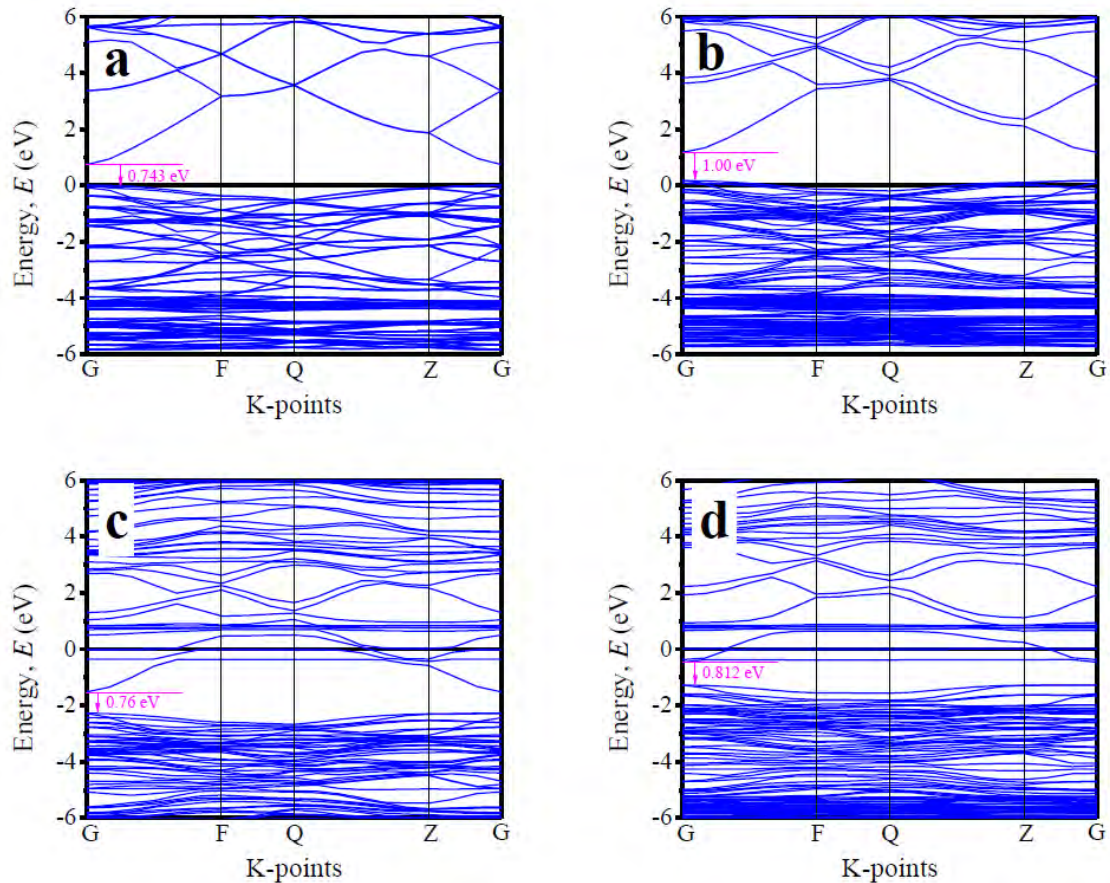 a
6
4
2
0
-2
-4
-6
Energy, E (eV)
0.743 eV
G F Q Z G
K-points
b
6
4
2
0
-2
-4
-6
Energy, E (eV)
1.00 eV
G F Q Z G
K-points
c
6
4
2
0
-2
-4
-6
Energy, E (eV)
0.76 eV
G F Q Z G
K-points
d
6
4
2
0
-2
-4
-6
Energy, E (eV)
0.812 eV
G F Q Z G
K-points